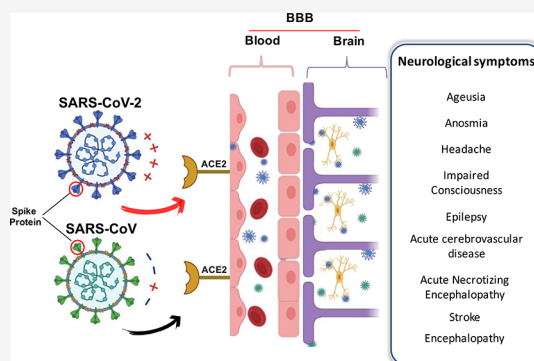 BBB
Blood
Brain
SARS-CoV-2
ACE2
Spike
Protein
SARS-CoV
ACE2
Neurological symptoms
Ageusia
Anosmia
Headache
Impaired
Consciousness
Epilepsy
Acute cerebrovascular
disease
Acute Necrotizing
Encephalopathy
Stroke
Encephalopathy